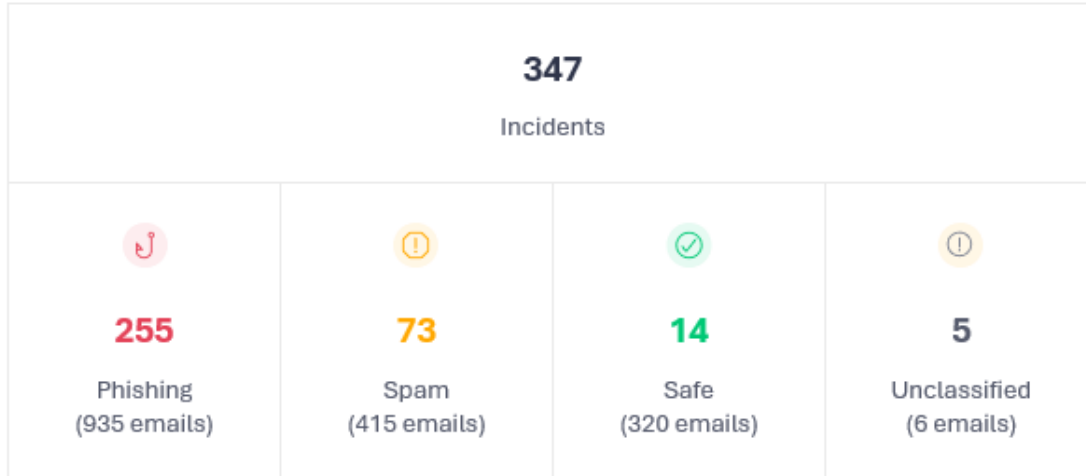 347
Incidents
255
Phishing
(935 emails)
73
Spam
(415 emails)
14
Safe
(320 emails)
5
Unclassified
(6 emails)